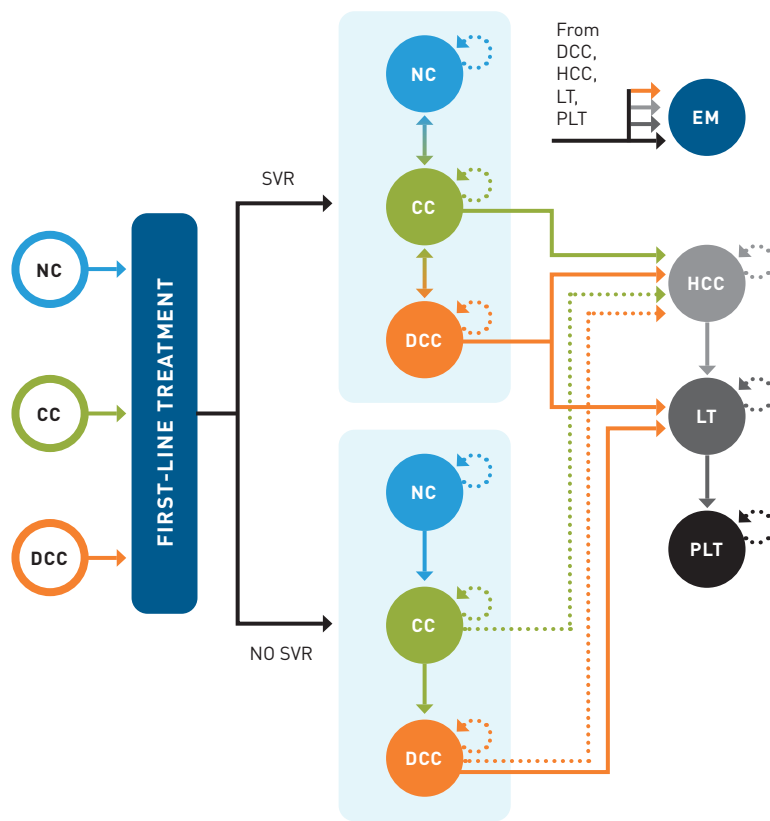 NC
CC
DCC
FIRST-LINE TREATMENT
SVR
NO SVR
NC
CC
DCC
NC
CC
DCC
From
DCC,
HCC,
LT,
PLT
EM
HCC
LT
PLT